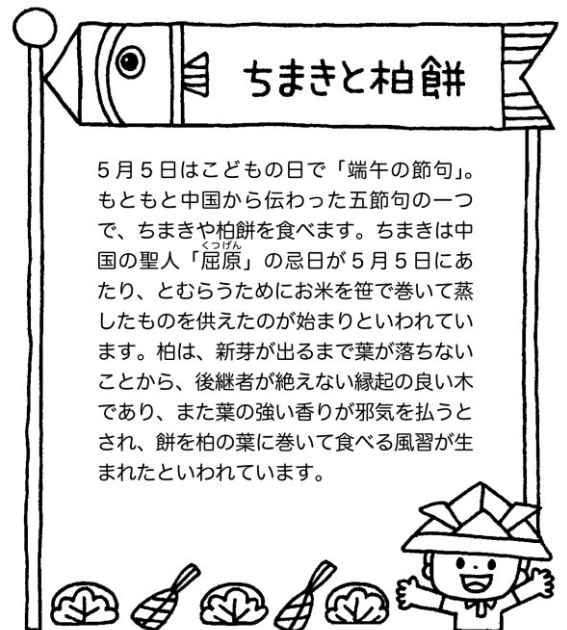 ちまきと柏餅
5月5日はこどもの日で「端午の節句」。
もともと中国から伝わった五節句の一つ
で、ちまきや柏餅を食べます。ちまきは中
くつげん
国の聖人「屈原」の忌日が5月5日にあ
たり、とむらうためにお米を笹で巻いて蒸
したものを供えたのが始まりといわれてい
ます。柏は、新芽が出るまで葉が落ちない
ことから、後継者が絶えない縁起の良い木
であり、また葉の強い香りが邪気を払うと
され、餅を柏の葉に巻いて食べる風習が生
まれたといわれています。